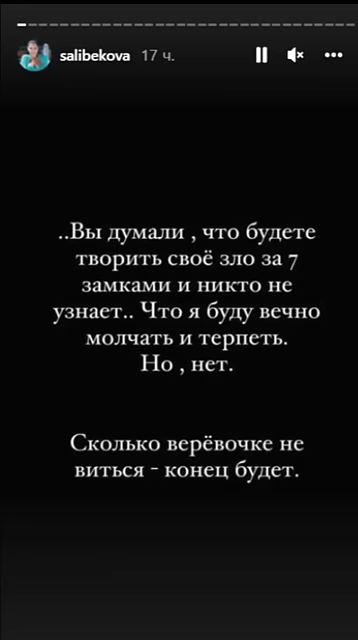 salibekova 17 ч.
..Вы думали , что будете
творить своё зло за 7
замками и никто не
узнает.. Что я буду вечно
молчать и терпеть.
Но , нет.
Сколько верёвочке не
виться - конец будет.